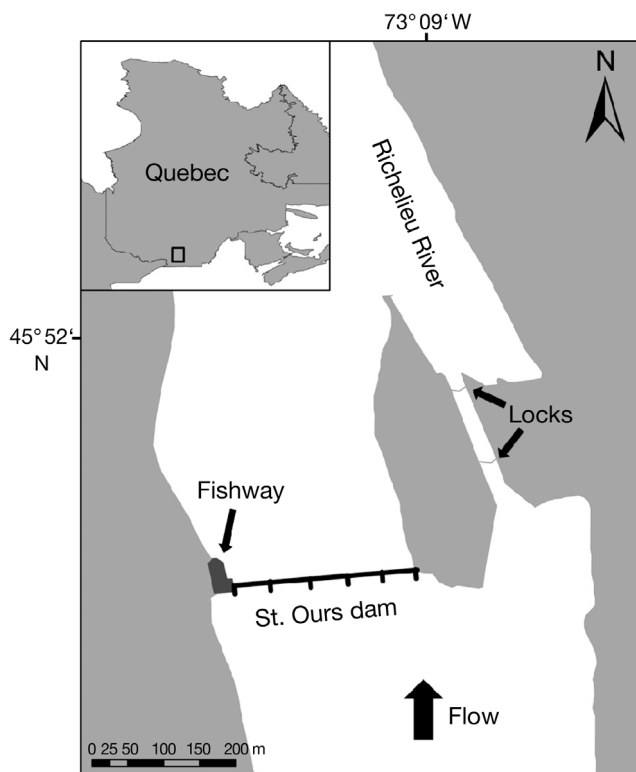 73°09‘W
N
Quebec
Richelieu River
45°52‘
N
Locks
Fishway
St. Ours dam
Flow
0 25 50 100 150 200 m